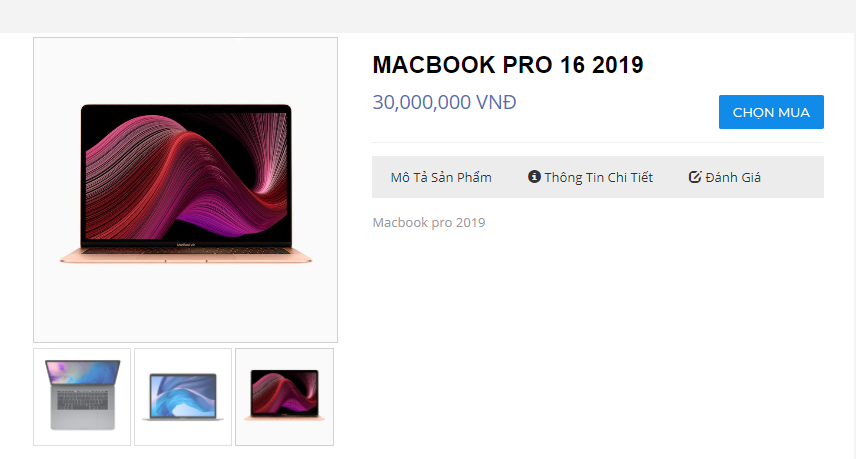 MACBOOK PRO 16 2019
30,000,000 VNĐ
CHỌN MUA
Mô Tả Sản Phẩm
Thông Tin Chi Tiết
Đánh Giá
Macbook pro 2019